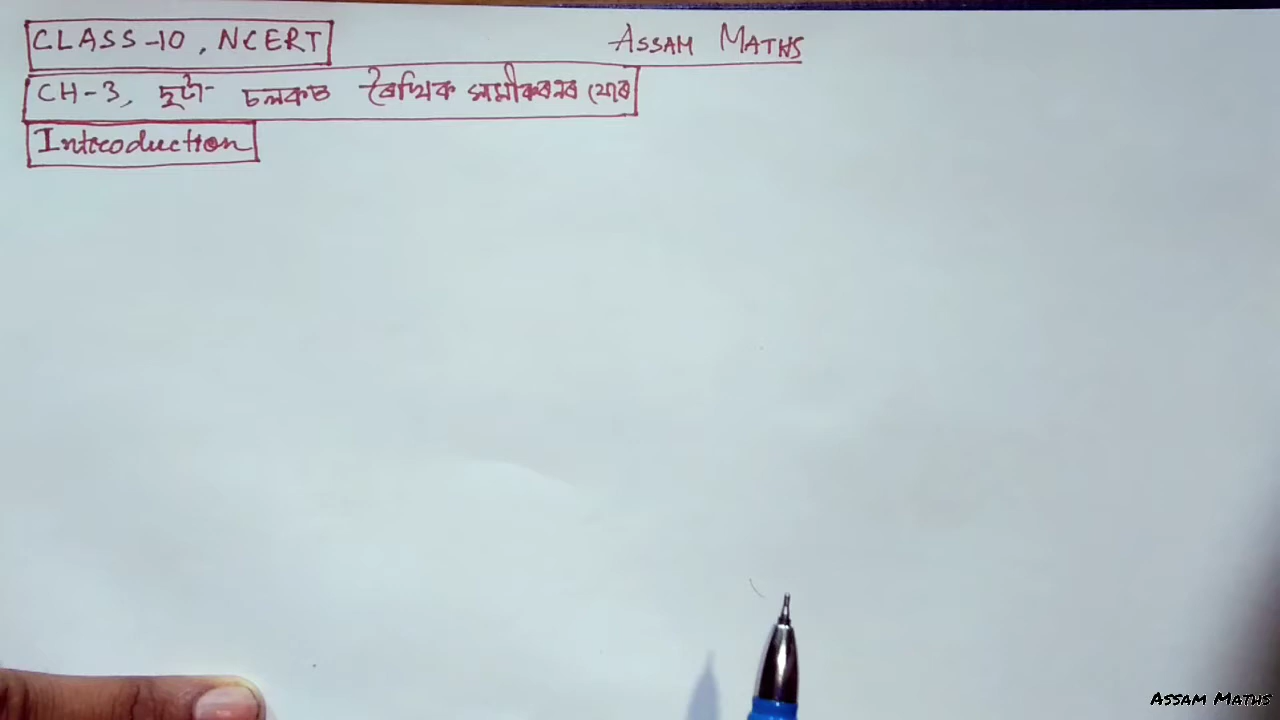 CLASS-10, NCERT
ASSAM MATHS
CH-3, দুটা চলকত ৰৈখিক সমীকৰণৰ যোৰ
Introduction
ASSAM MATHS